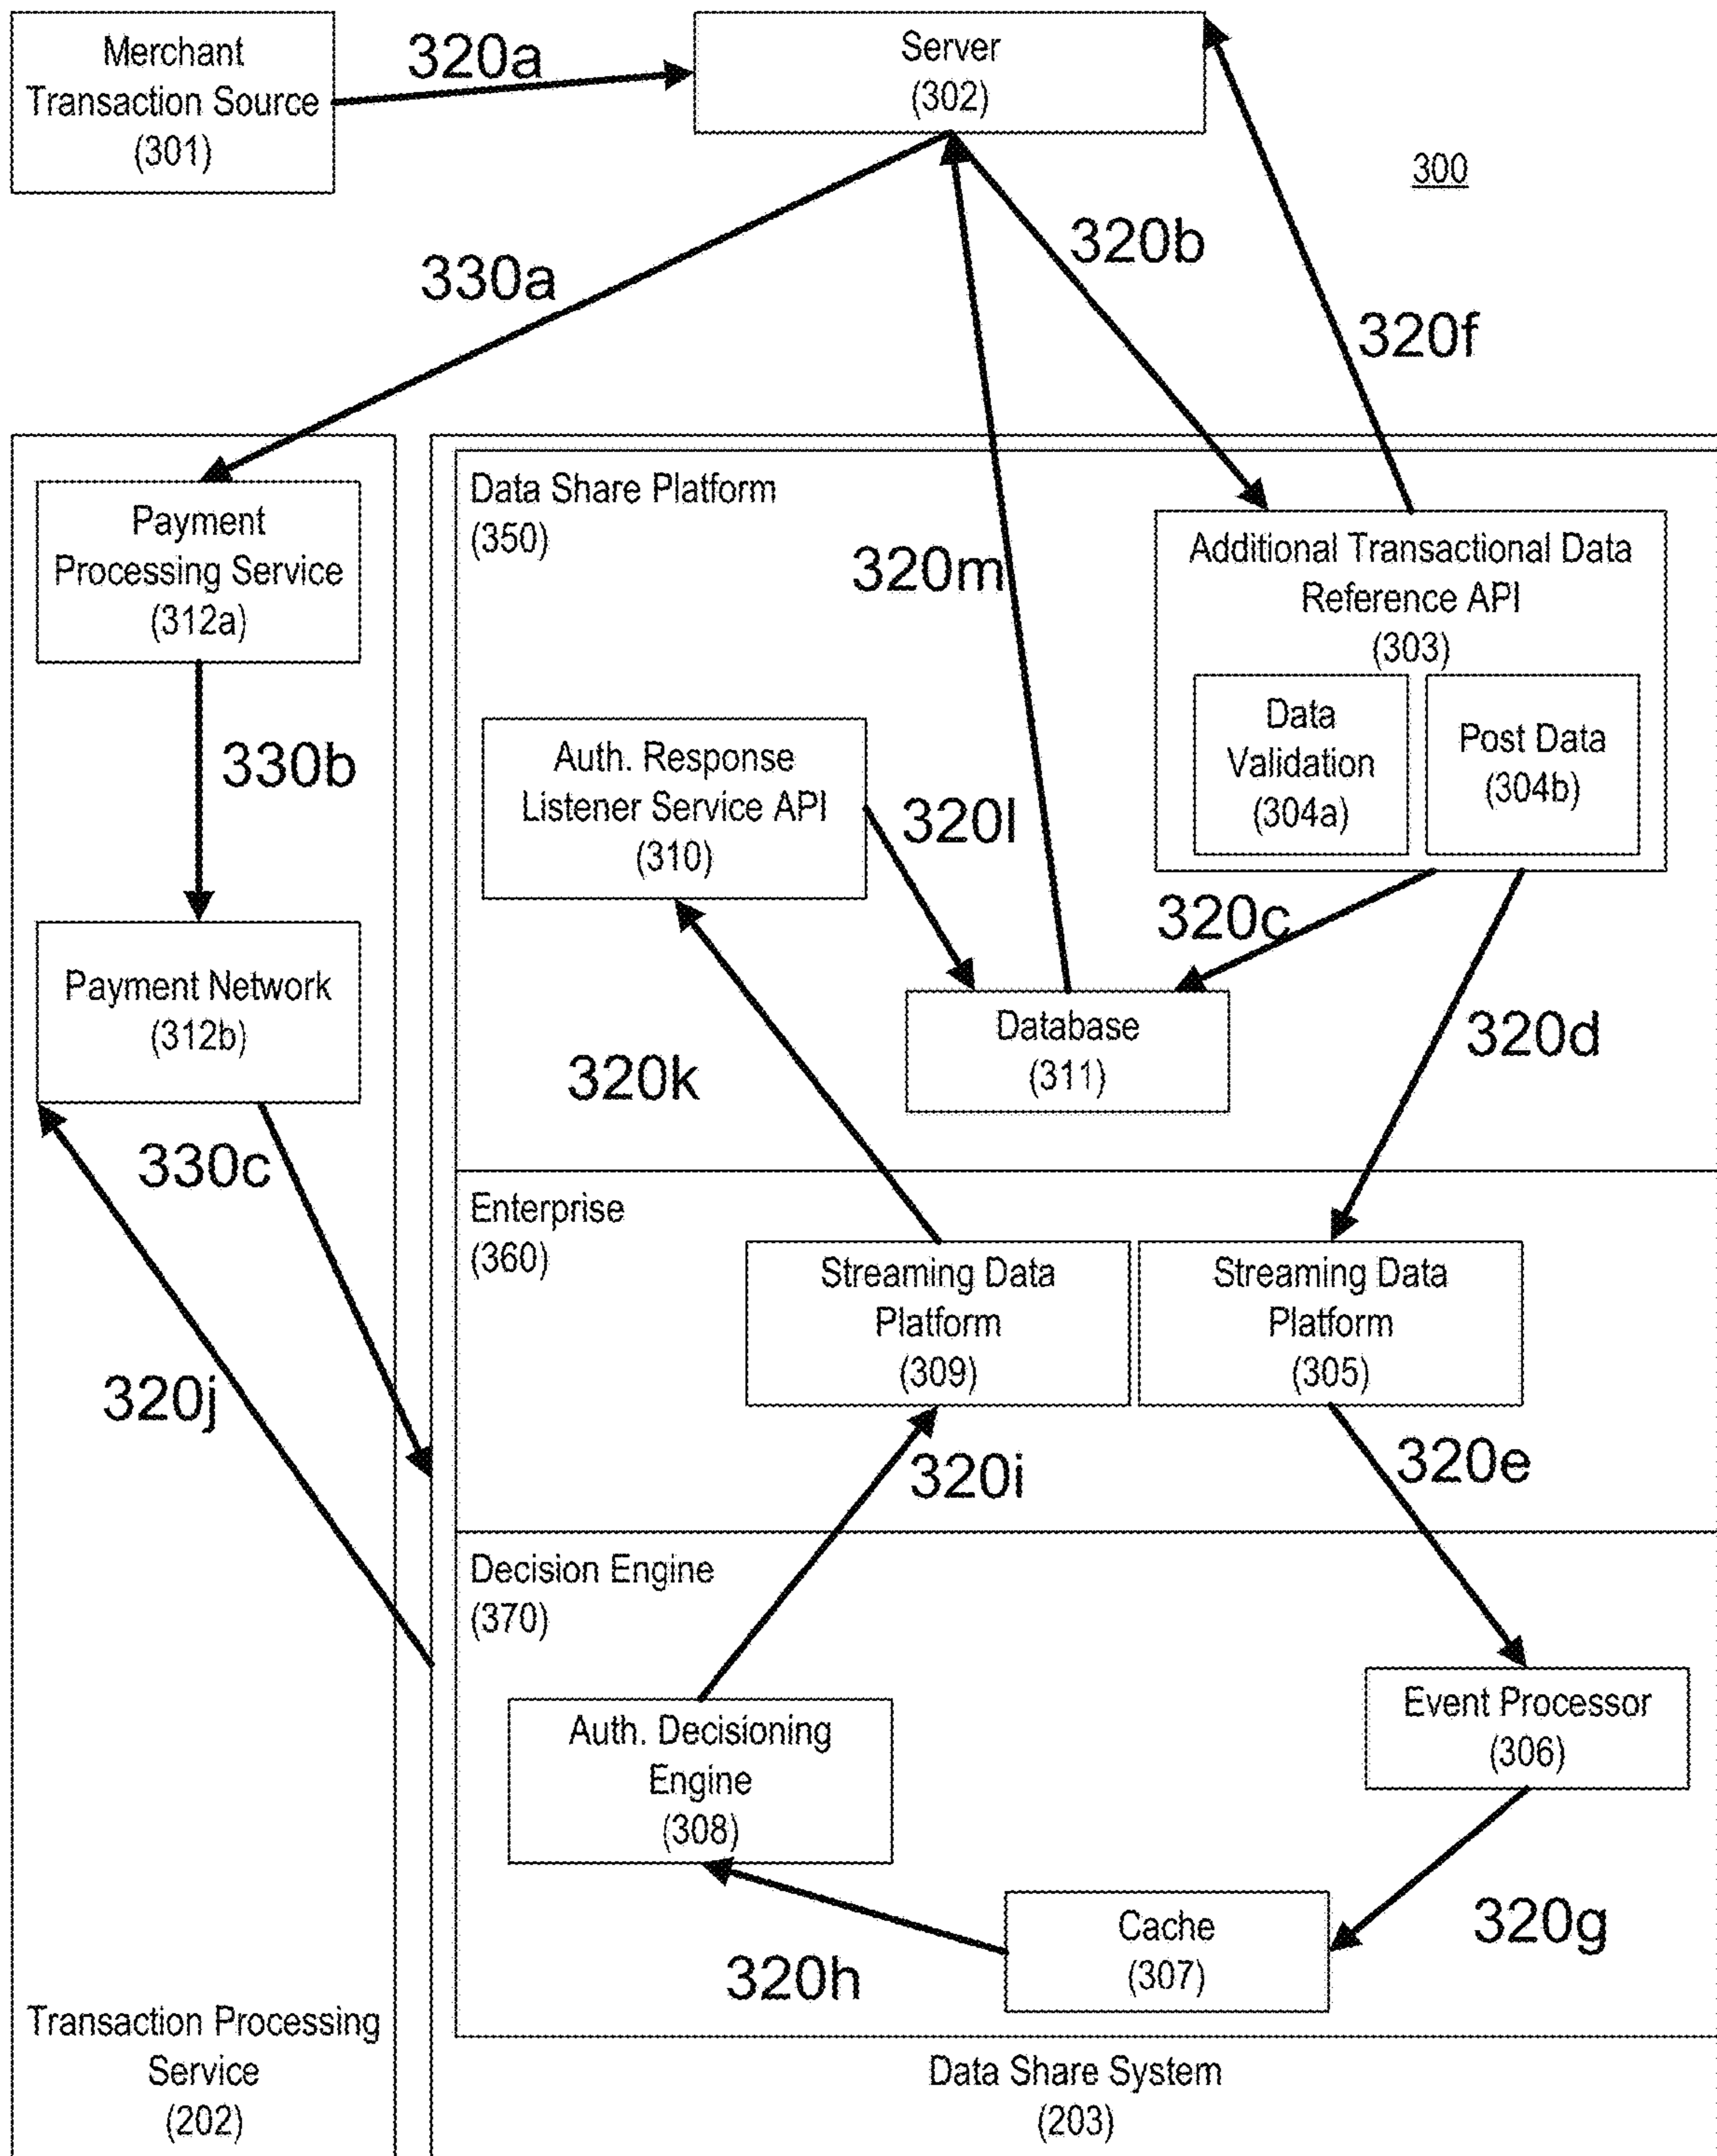 Merchant
Transaction Source
(301)
320a
Server
(302)
300
330a
320b
320f
Payment
Processing Service
(312a)
330b
Payment Network
(312b)
330c
320j
Transaction Processing
Service
(202)
Data Share Platform
(350)
320m
Additional Transactional Data
Reference API
(303)
Data
Validation
(304a)
Post Data
(304b)
Auth. Response
Listener Service API
(310)
320l
320c
Database
(311)
320d
320k
Enterprise
(360)
Streaming Data
Platform
(309)
Streaming Data
Platform
(305)
320i
320e
Decision Engine
(370)
Auth. Decisioning
Engine
(308)
Event Processor
(306)
320h
Cache
(307)
320g
Data Share System
(203)